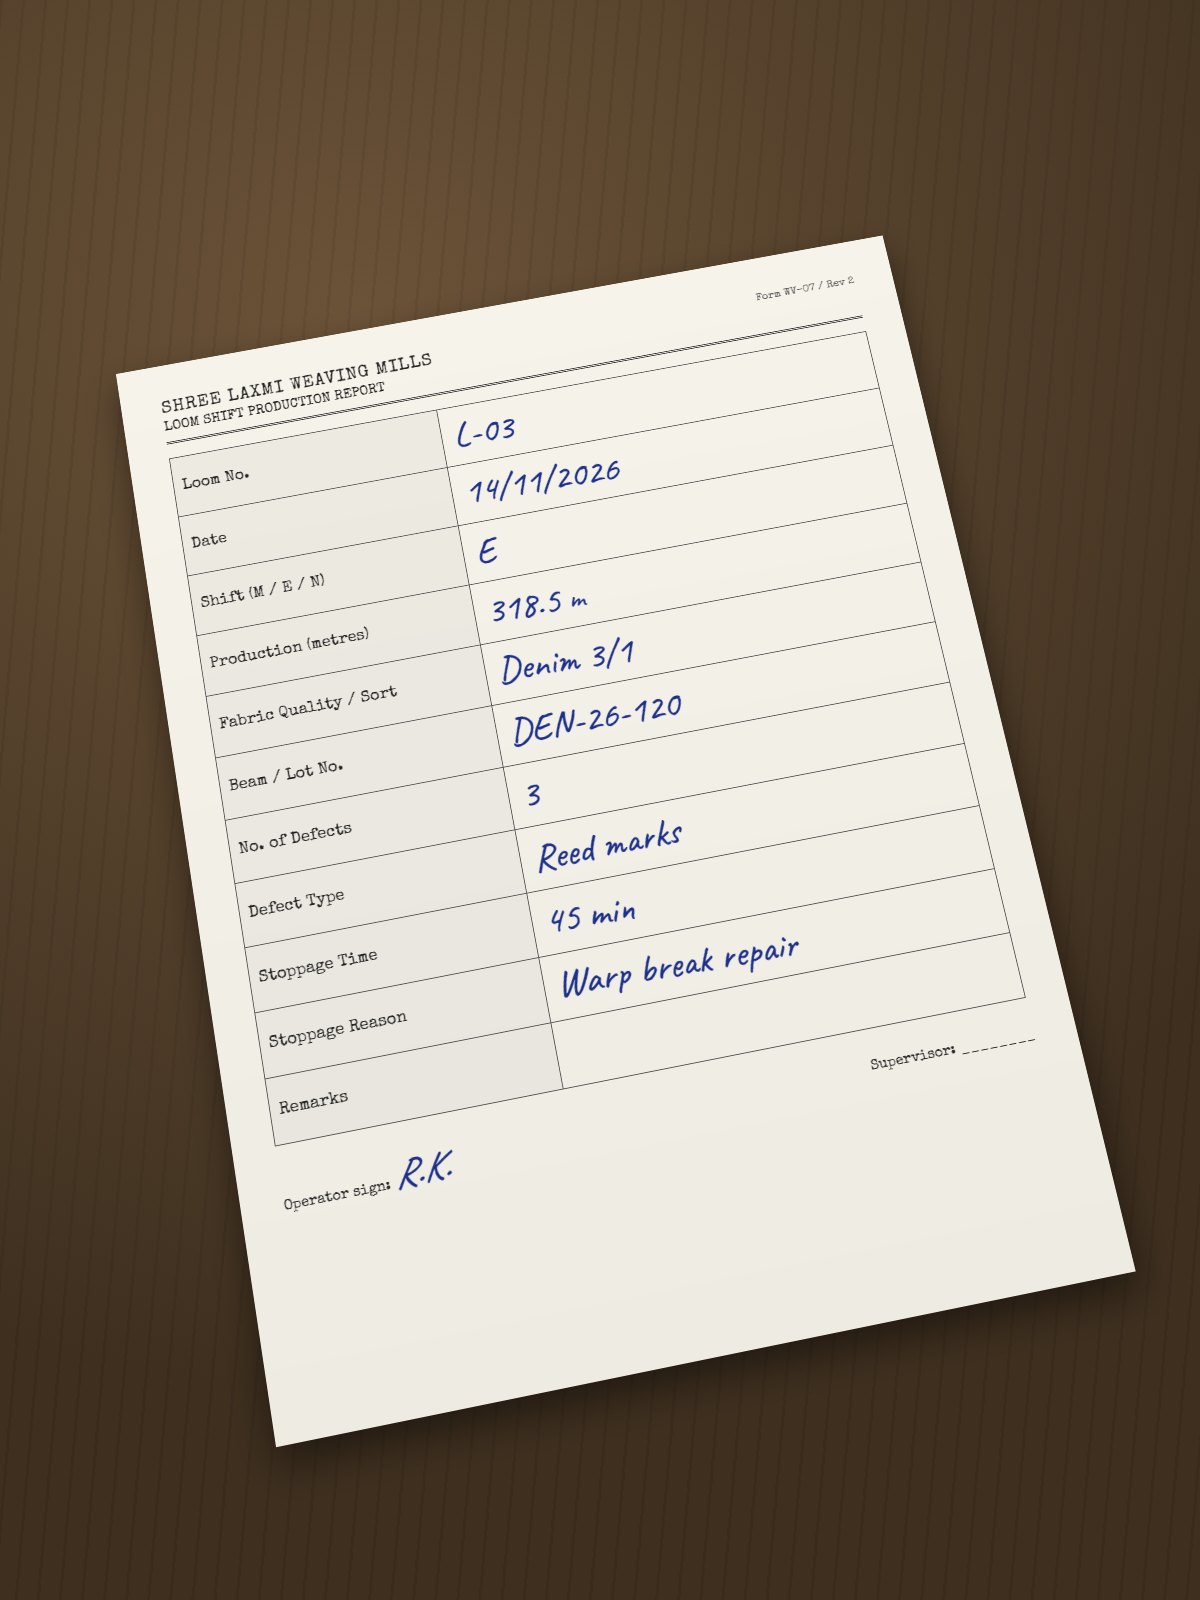 Form WV-07 / Rev 2
SHREE LAXMI WEAVING MILLS
LOOM SHIFT PRODUCTION REPORT
Loom No. L-03
Date 14/11/2026
Shift (M / E / N) E
Production (metres) 318.5 m
Fabric Quality / Sort Denim 3/1
Beam / Lot No. DEN-26-120
No. of Defects 3
Defect Type Reed marks
Stoppage Time 45 min
Stoppage Reason Warp break repair
Remarks
Operator sign: R.K.
Supervisor: ________